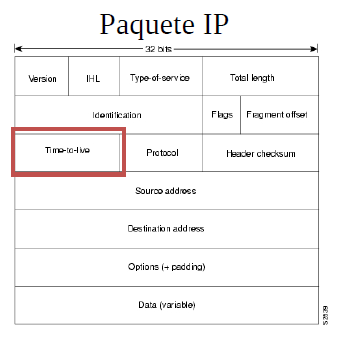 Paquete IP
32 bits
Version IHL Type-of-service Total length
Identification Flags Fragment offset
Time-to-live Protocol Header checksum
Source address
Destination address
Options (+ padding)
Data (variable)